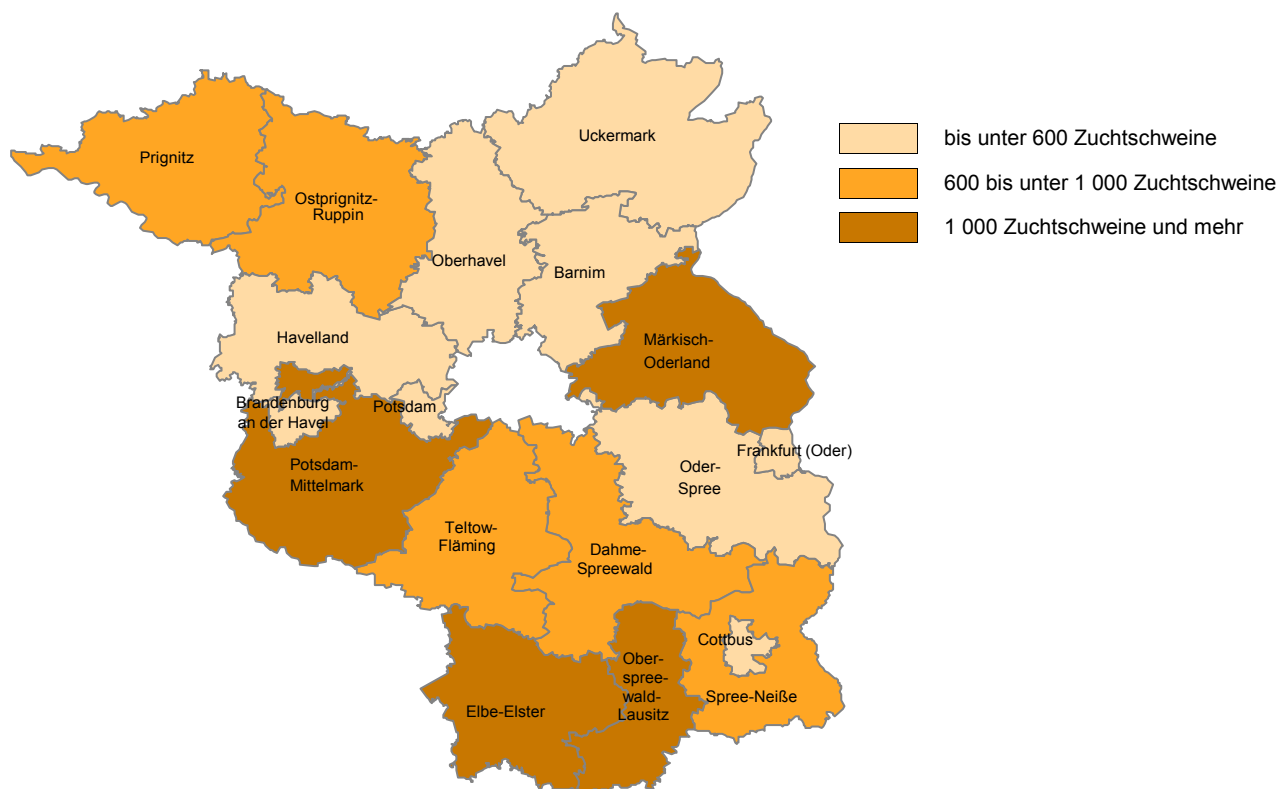 Uckermark
bis unter 600 Zuchtschweine
Prignitz
600 bis unter 1 000 Zuchtschweine
Ostprignitz-
Ruppin
1 000 Zuchtschweine und mehr
Oberhavel
Barnim
Havelland
Märkisch-
Oderland
Brandenburg
an der Havel
Potsdam
Frankfurt (Oder)
Potsdam-
Mittelmark
Oder-
Spree
Teltow-
Fläming
Dahme-
Spreewald
Cottbus
Ober-
spree-
wald-
Lausitz
Spree-Neiße
Elbe-Elster